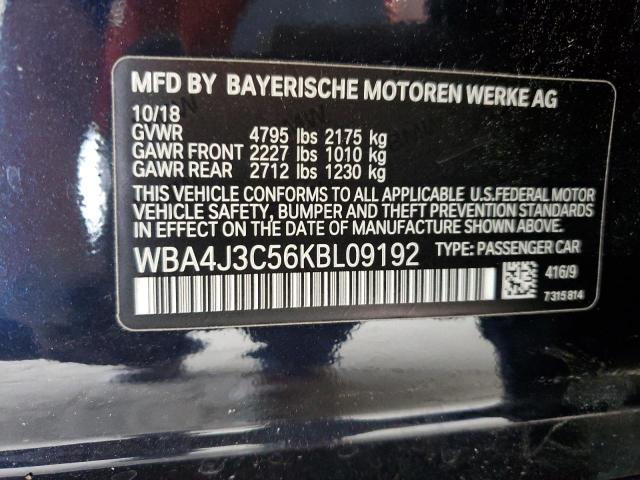 MFD BY BAYERISCHE MOTOREN WERKE AG
10/18
GVWR 4795 lbs 2175 kg
GAWR FRONT 2227 lbs 1010 kg
GAWR REAR 2712 lbs 1230 kg
THIS VEHICLE CONFORMS TO ALL APPLICABLE U.S.FEDERAL MOTOR
VEHICLE SAFETY, BUMPER AND THEFT PREVENTION STANDARDS
IN EFFECT ON THE DATE OF MANUFACTURE SHOWN ABOVE.
WBA4J3C56KBL09192 TYPE: PASSENGER CAR
416/9
7315814